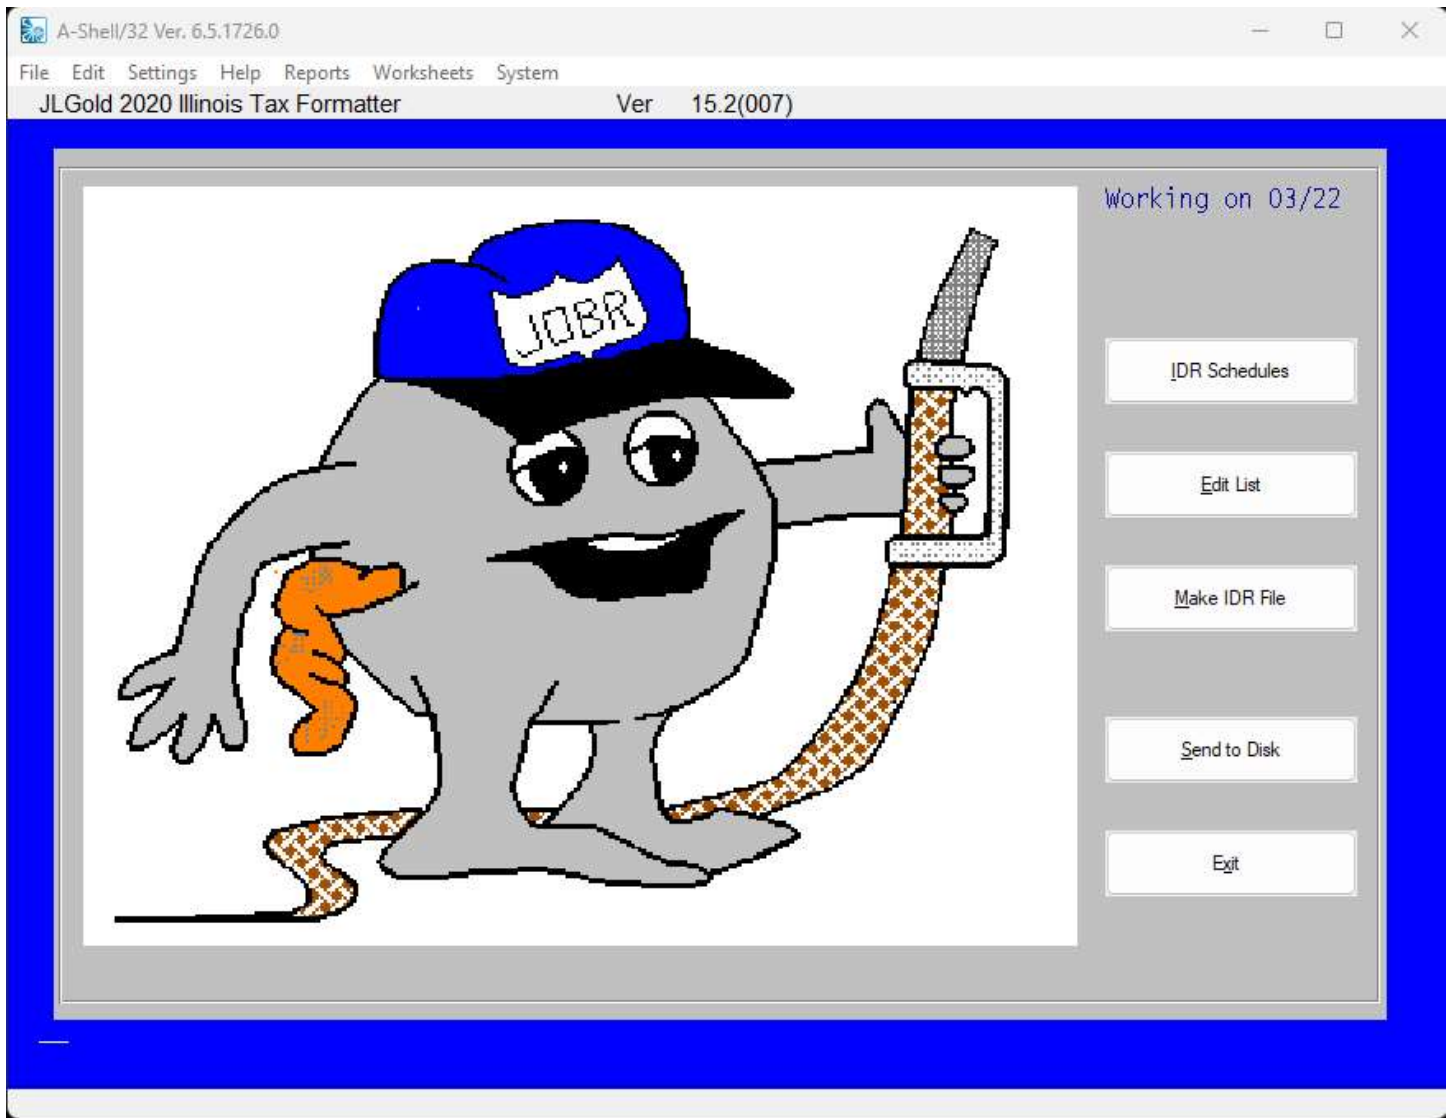 A-Shell/32 Ver. 6.5.1726.0
File Edit Settings Help Reports Worksheets System
JLGold 2020 Illinois Tax Formatter Ver 15.2(007)
Working on 03/22
JOBR
IDR Schedules
Edit List
Make IDR File
Send to Disk
Exit